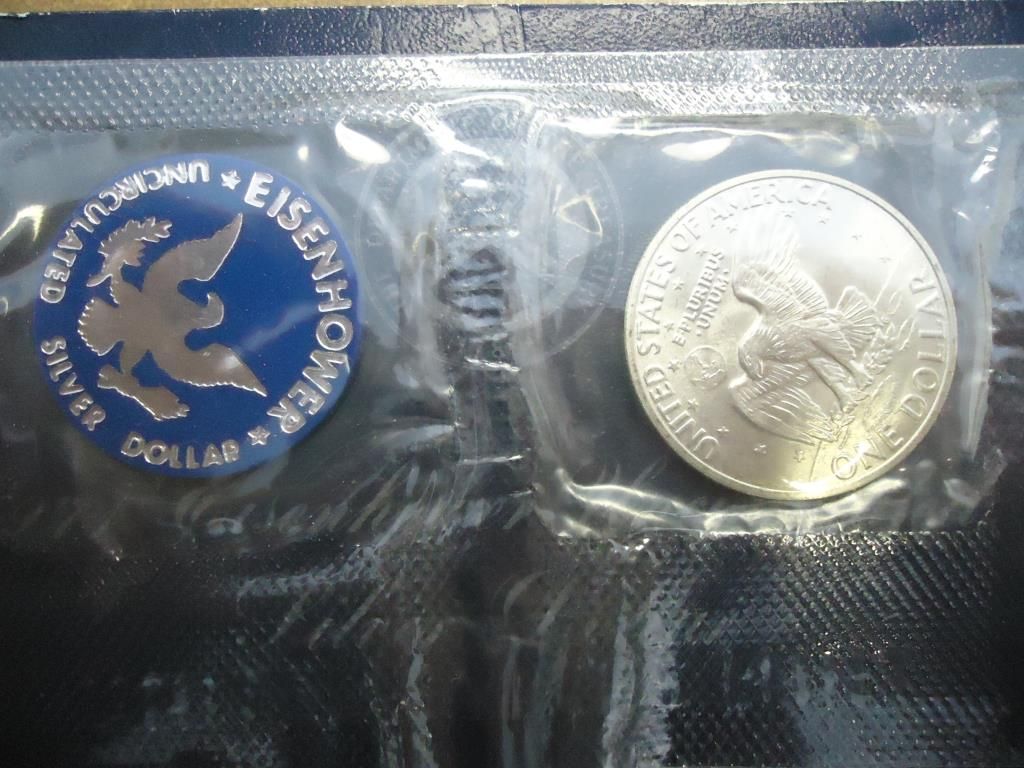 ★ EISENHOWER ★
UNCIRCULATED SILVER DOLLAR
UNITED STATES OF AMERICA
E PLURIBUS
UNUM
ONE DOLLAR